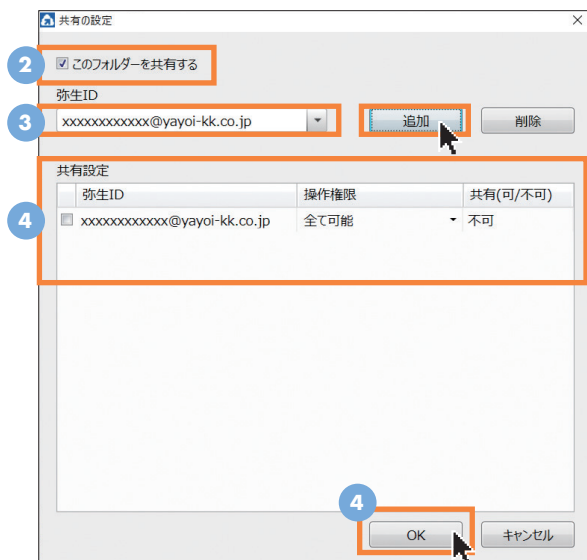 共有の設定
2
このフォルダーを共有する
弥生ID
3
xxxxxxxxxxxx@yayoi-kk.co.jp 追加 削除
共有設定
弥生ID 操作権限 共有(可/不可)
4
xxxxxxxxxxxx@yayoi-kk.co.jp 全て可能 不可
4
OK キャンセル